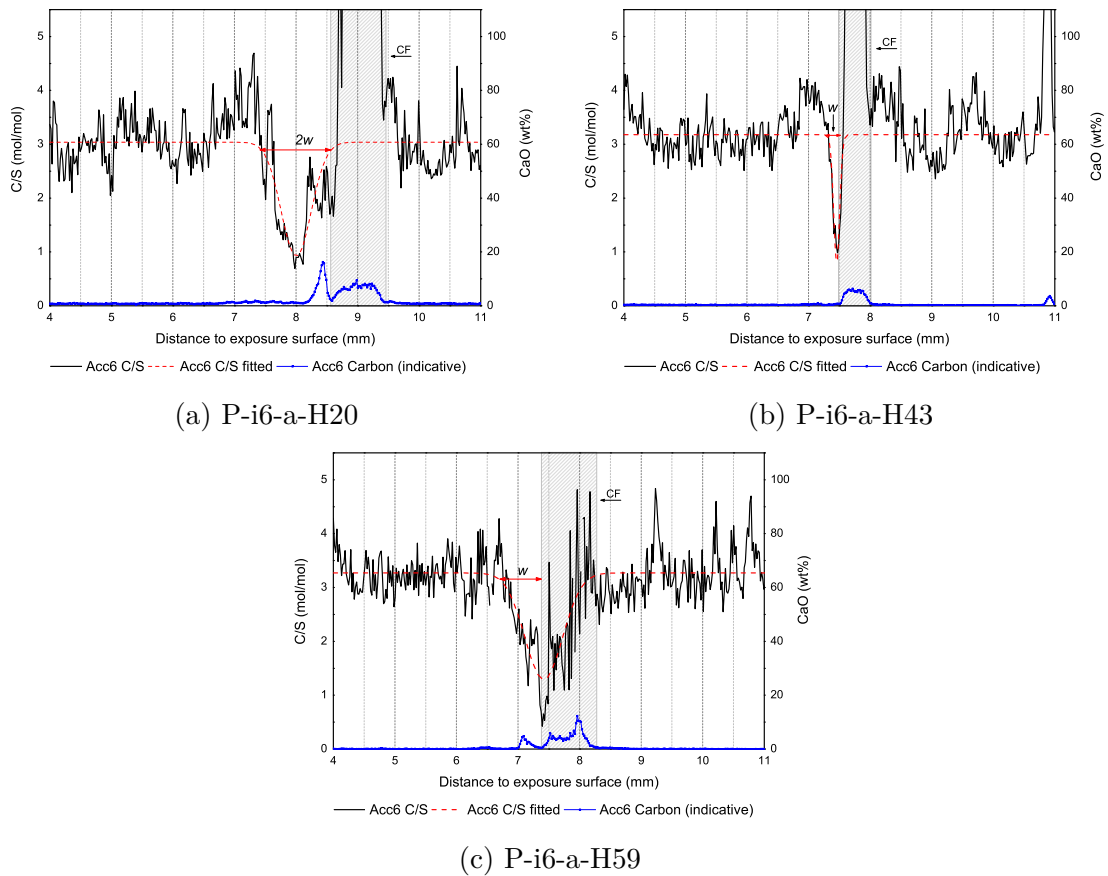 5
4
3
2
1
0
C/S (mol/mol)
100
80
60
40
20
0
CaO (wt%)
2w
CF
4 5 6 7 8 9 10 11
Distance to exposure surface (mm)
Acc6 C/S Acc6 C/S fitted Acc6 Carbon (indicative)
(a) P-i6-a-H20
5
4
3
2
1
0
C/S (mol/mol)
100
80
60
40
20
0
CaO (wt%)
w
CF
4 5 6 7 8 9 10 11
Distance to exposure surface (mm)
Acc6 C/S Acc6 C/S fitted Acc6 Carbon (indicative)
(b) P-i6-a-H43
5
4
3
2
1
0
C/S (mol/mol)
100
80
60
40
20
0
CaO (wt%)
w
CF
4 5 6 7 8 9 10 11
Distance to exposure surface (mm)
Acc6 C/S Acc6 C/S fitted Acc6 Carbon (indicative)
(c) P-i6-a-H59